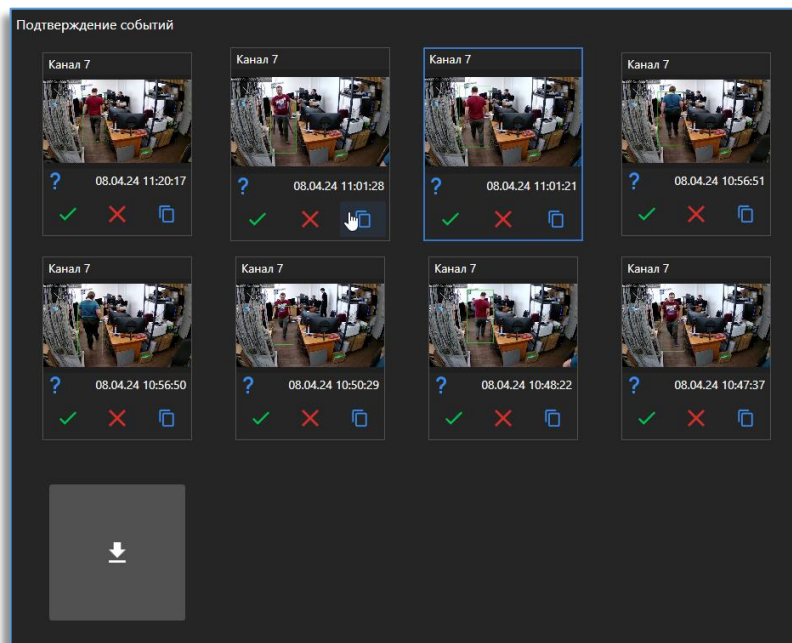 Подтверждение событий
Канал 7
Канал 7
Канал 7
Канал 7
? 08.04.24 11:20:17
? 08.04.24 11:01:28
? 08.04.24 11:01:21
? 08.04.24 10:56:51
Канал 7
Канал 7
Канал 7
Канал 7
? 08.04.24 10:56:50
? 08.04.24 10:50:29
? 08.04.24 10:48:22
? 08.04.24 10:47:37